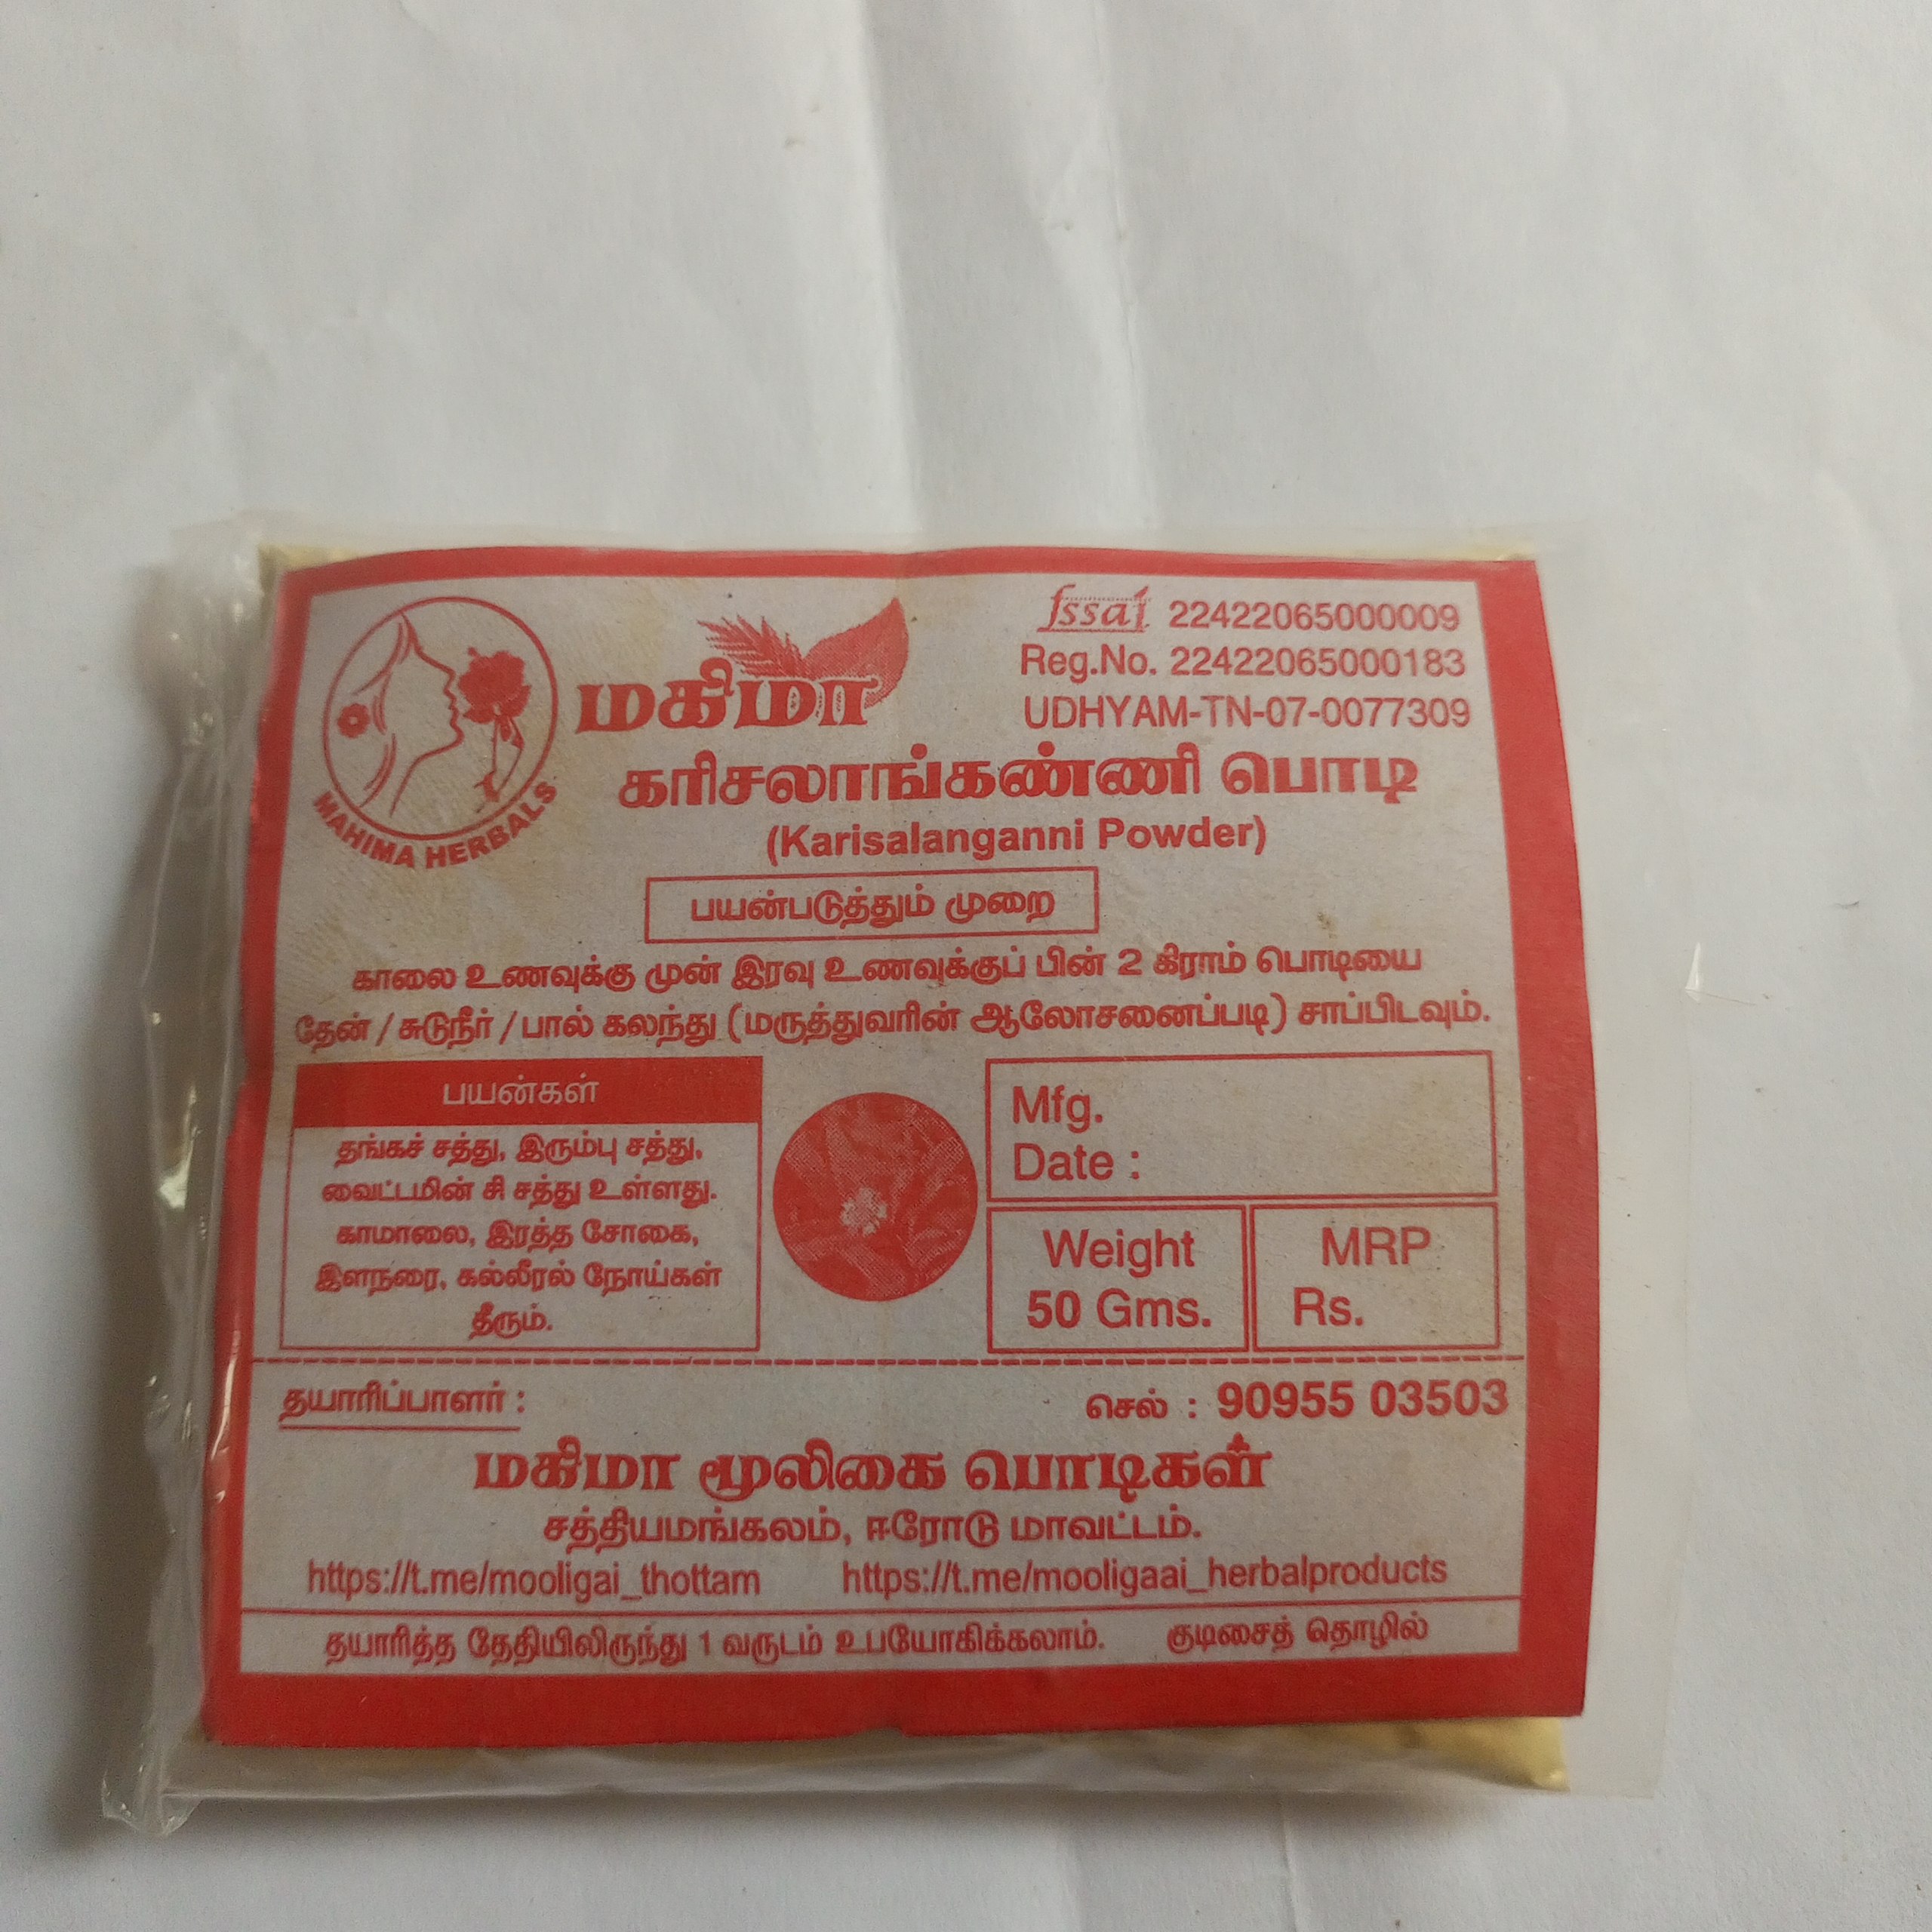 fssai 22422065000009
Reg.No. 22422065000183
UDHYAM-TN-07-0077309
MAHIMA HERBALS
மகிமா
கரிசலாங்கண்ணி பொடி
(Karisalanganni Powder)
பயன்படுத்தும் முறை
காலை உணவுக்கு முன் இரவு உணவுக்குப் பின் 2 கிராம் பொடியை
தேன் / சுடுநீர் / பால் கலந்து (மருத்துவரின் ஆலோசனைப்படி) சாப்பிடவும்.
பயன்கள்
தங்கச் சத்து, இரும்பு சத்து,
வைட்டமின் சி சத்து உள்ளது.
காமாலை, இரத்த சோகை,
இளநரை, கல்லீரல் நோய்கள்
தீரும்.
Mfg.
Date :
Weight
50 Gms.
MRP
Rs.
தயாரிப்பாளர் :
செல் : 90955 03503
மகிமா மூலிகை பொடிகள்
சத்தியமங்கலம், ஈரோடு மாவட்டம்.
https://t.me/mooligai_thottam https://t.me/mooligaai_herbalproducts
தயாரித்த தேதியிலிருந்து 1 வருடம் உபயோகிக்கலாம். குடிசைத் தொழில்